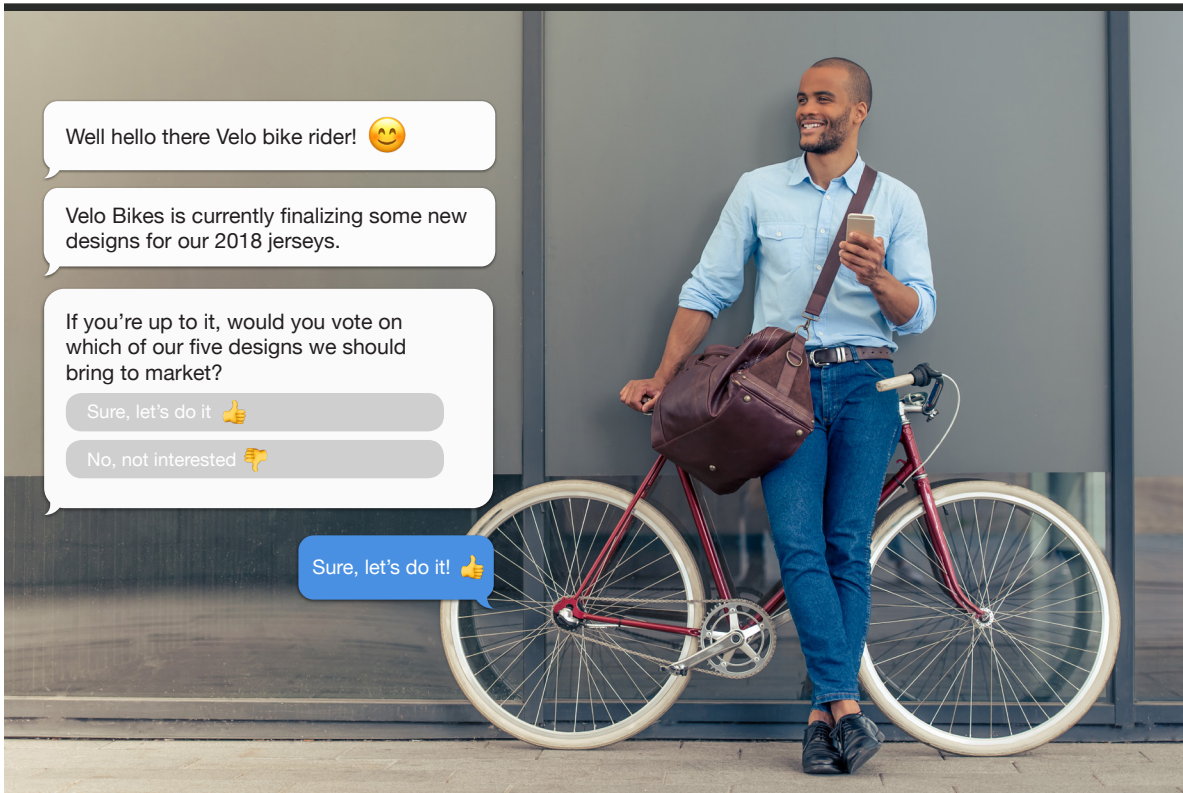 Well hello there Velo bike rider! 😊
Velo Bikes is currently finalizing some new
designs for our 2018 jerseys.
If you’re up to it, would you vote on
which of our five designs we should
bring to market?
Sure, let’s do it 👍
No, not interested 👎
Sure, let’s do it! 👍